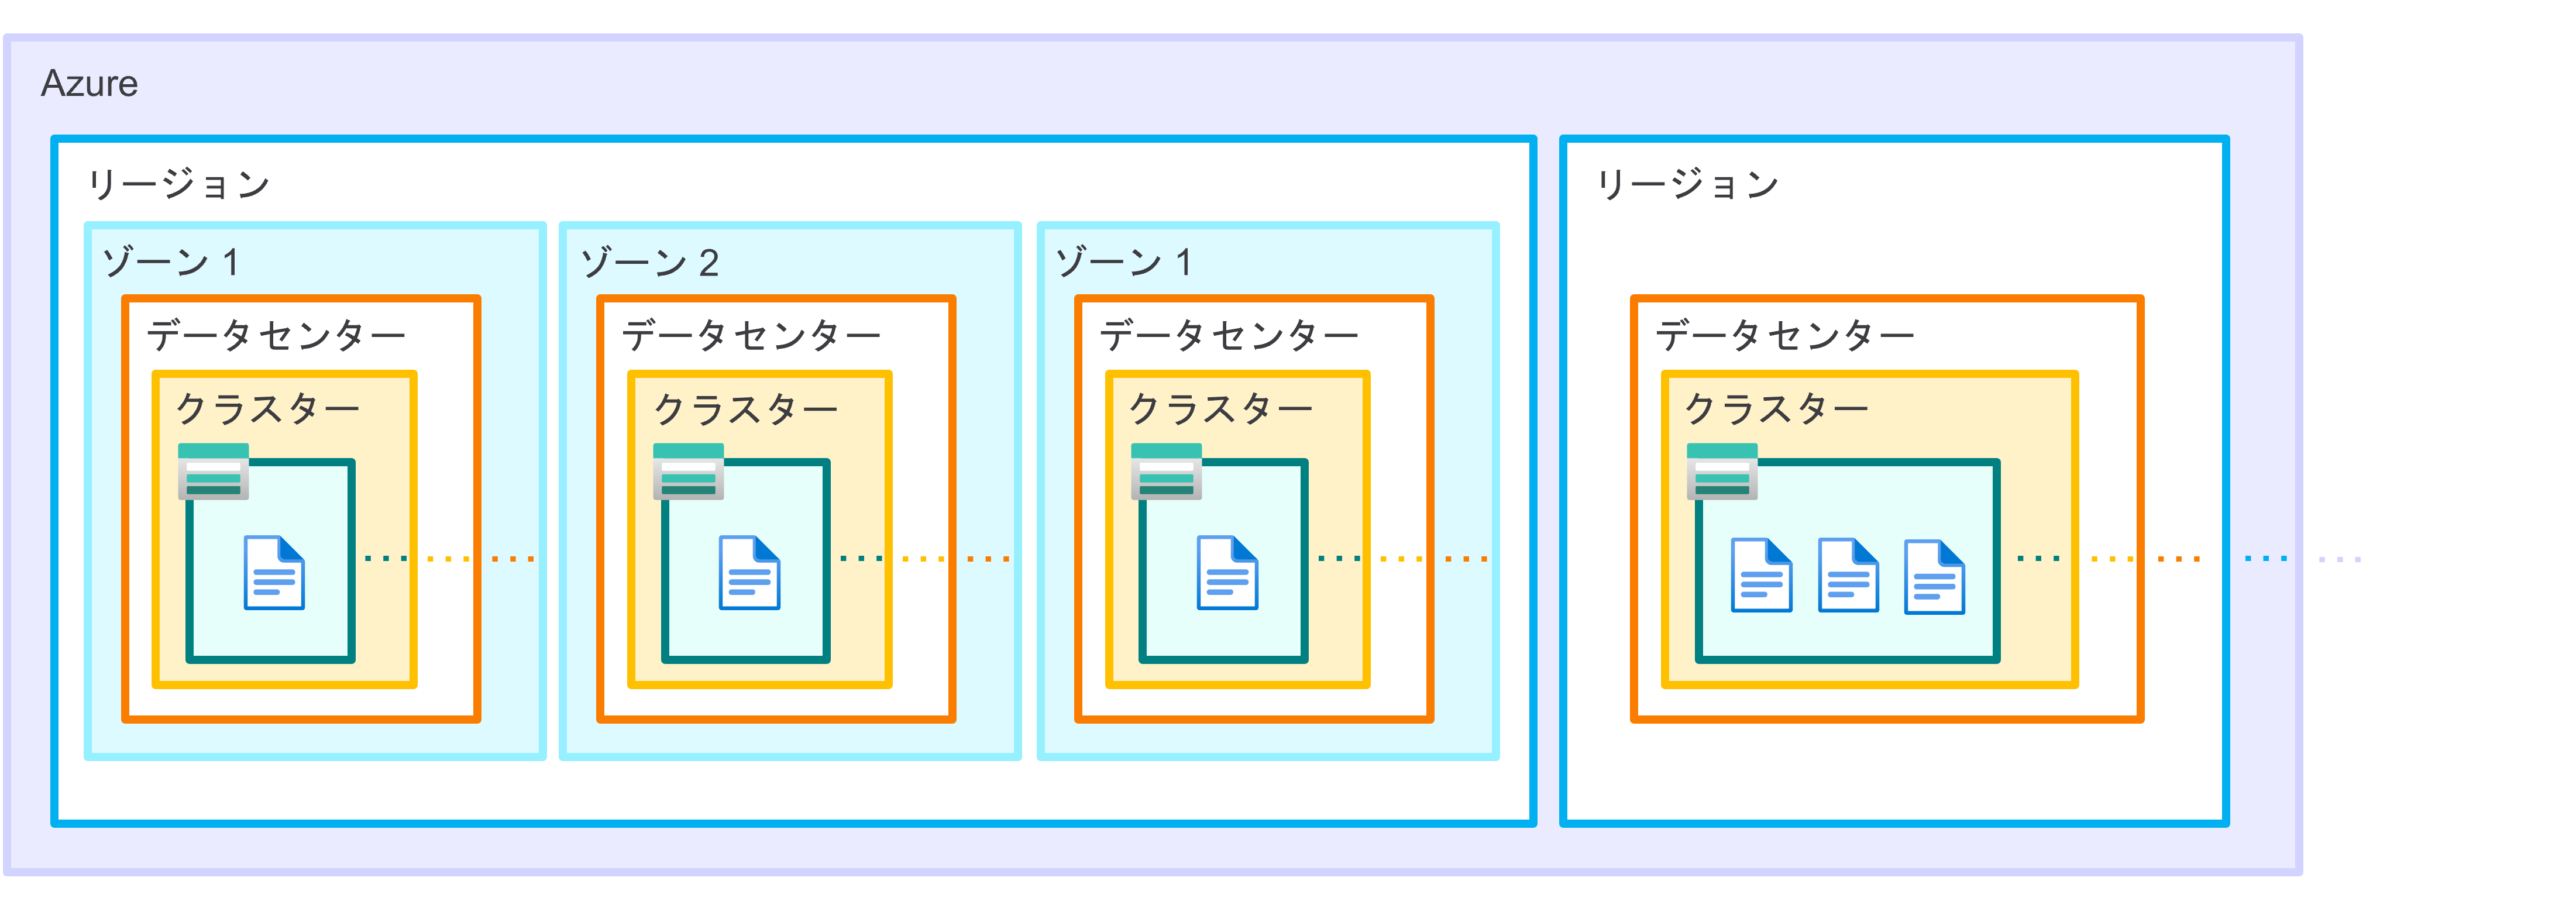 Azure
リージョン
リージョン
ゾーン 1
ゾーン 2
ゾーン 1
データセンター
データセンター
データセンター
データセンター
クラスター
クラスター
クラスター
クラスター